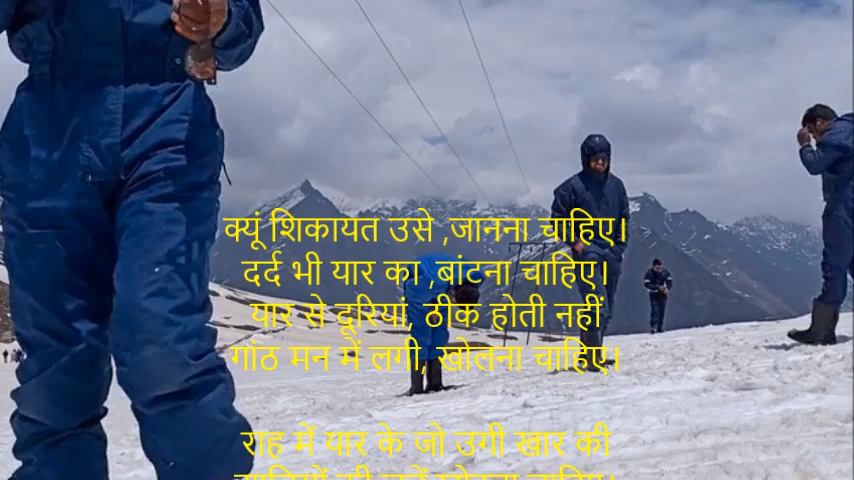 क्यूं शिकायत उसे ,जानना चाहिए।
दर्द भी यार का ,बांटना चाहिए।
यार से दूरियां, ठीक होती नहीं
गांठ मन में लगी, खोलना चाहिए।
राह में यार के जो उगी खार की
चाहिए।